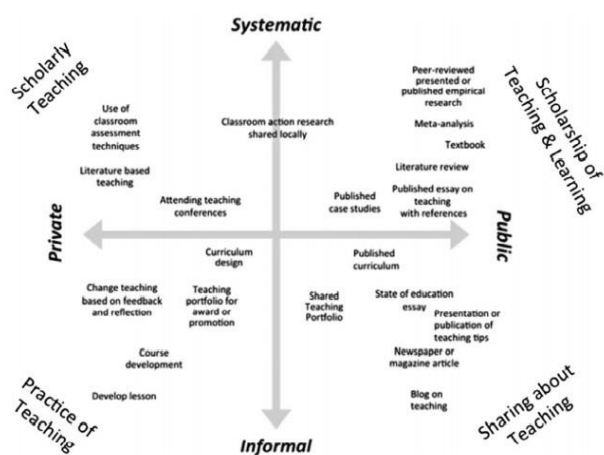 Systematic
Scholarly
Teaching
Peer-reviewed
presented or
published empirical
research
Scholarship of
Teaching & Learning
Use of
classroom
assessment
techniques
Classroom action research
shared locally
Meta-analysis
Textbook
Literature based
teaching
Literature review
Attending teaching
conferences
Published
case studies
Published essay on
teaching
with references
Private
Public
Curriculum
design
Published
curriculum
Change teaching
based on feedback
and reflection
Teaching
portfolio for
award or
promotion
Shared
Teaching
Portfolio
State of education
essay
Presentation or
publication of
teaching tips
Course
development
Newspaper or
magazine article
Develop lesson
Blog on
teaching
Practice of
Teaching
Sharing about
Teaching
Informal